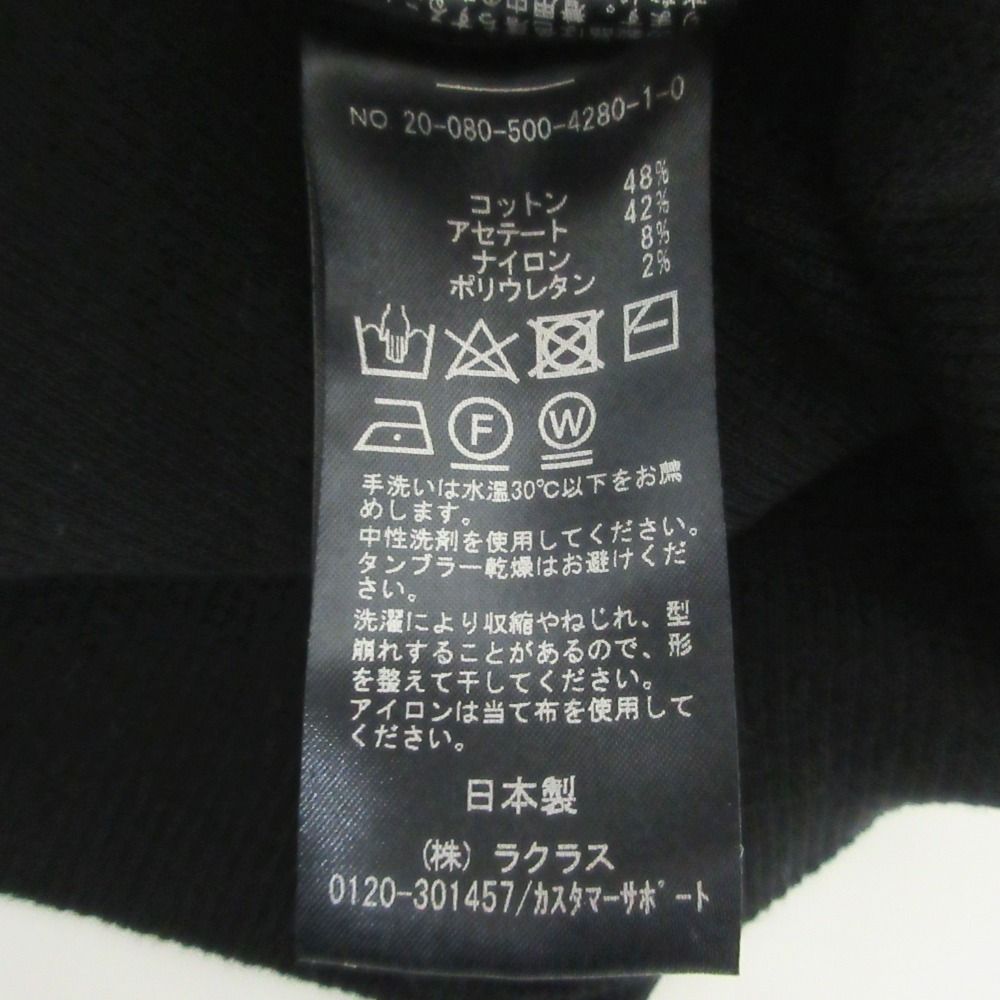 NO 20-080-500-4280-1-0
コットン 48%
アセテート 42%
ナイロン 8%
ポリウレタン 2%
F W
手洗いは水温30℃以下をお薦
めします。
中性洗剤を使用してください。
タンブラー乾燥はお避けくだ
さい。
洗濯により収縮やねじれ、型
崩れすることがあるので、形
を整えて干してください。
アイロンは当て布を使用して
ください。
日本製
(株) ラクラス
0120-301457/カスタマーサポート